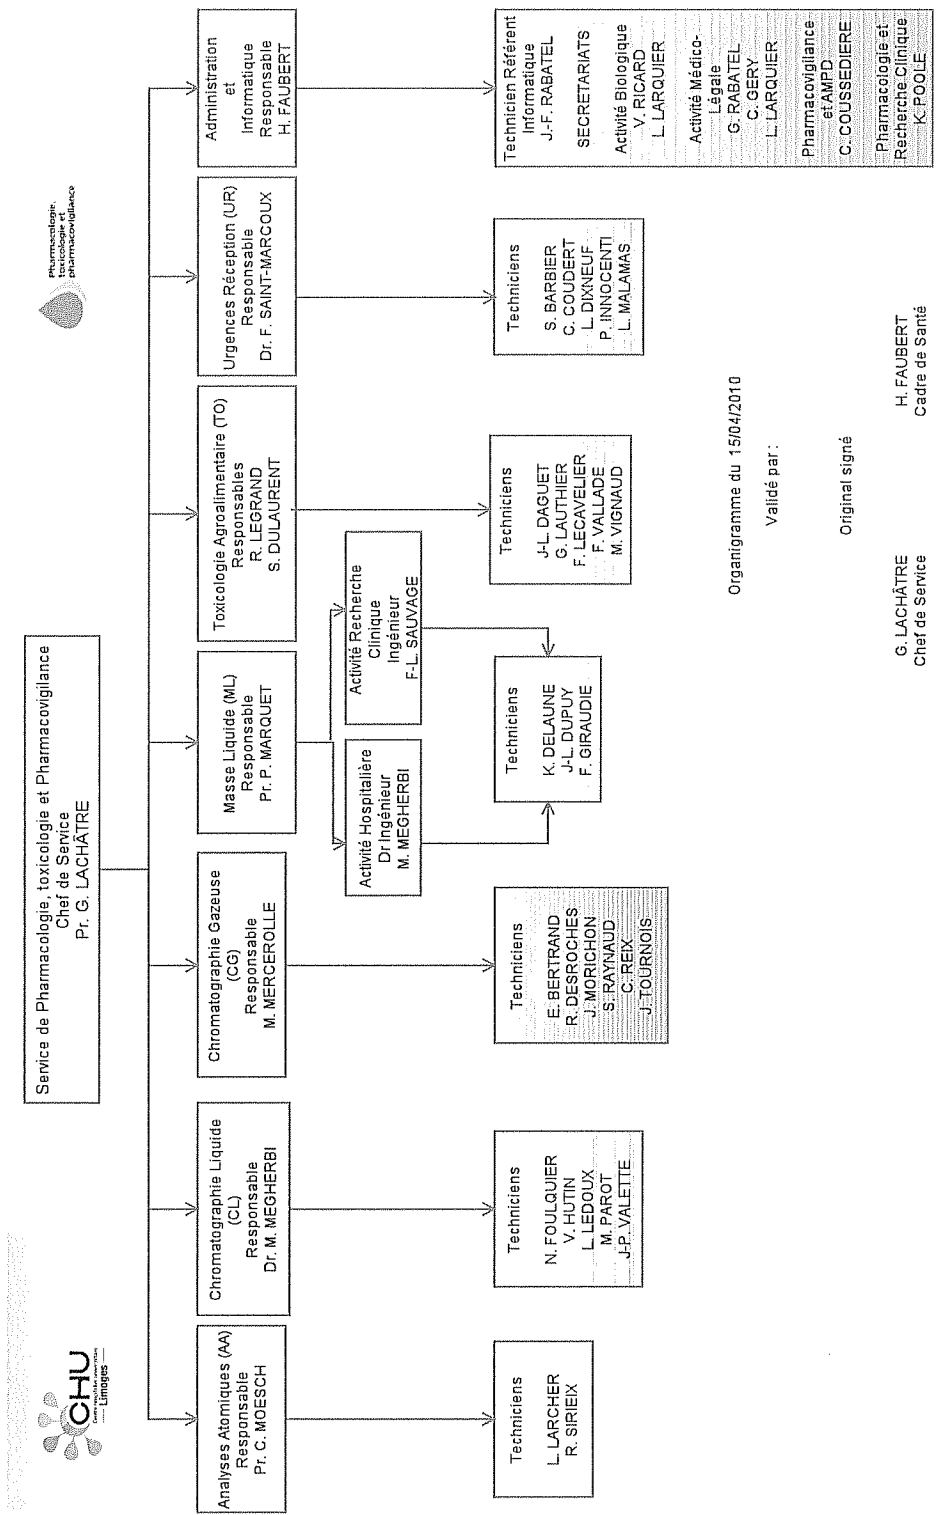 CHU
Centre hospitalier universitaire
Limoges
Pharmacologie,
toxicologie et
pharmacovigilance
Service de Pharmacologie, toxicologie et Pharmacovigilance
Chef de Service
Pr. G. LACHÂTRE
Analyses Atomiques (AA)
Responsable
Pr. C. MOESCH
Chromatographie Liquide
(CL)
Responsable
Dr. M. MEGHERBI
Chromatographie Gazeuse
(CG)
Responsable
M. MERCEROLLE
Masse Liquide (ML)
Responsable
Pr. P. MARQUET
Toxicologie Agroalimentaire (TO)
Responsables
R. LEGRAND
S. DULAURENT
Urgences Réception (UR)
Responsable
Dr. F. SAINT-MARCOUX
Administration
et
Informatique
Responsable
H. FAUBERT
Activité Hospitalière
Dr Ingénieur
M. MEGHERBI
Activité Recherche
Clinique
Ingénieur
F-L. SAUVAGE
Techniciens
L. LARCHER
R. SIRIEIX
Techniciens
N. FOULQUIER
V. HUTIN
L. LEDOUX
M. PAROT
J-P. VALETTE
Techniciens
E. BERTRAND
R. DESROCHES
J. MORICHON
S. RAYNAUD
C. REIX
J. TOURNOIS
Techniciens
K. DELAUNE
J-L. DUPUY
F. GIRAUDIE
Techniciens
J-L. DAGUET
G. LAUTHIER
F. LECAVELIER
F. VALLADE
M. VIGNAUD
Techniciens
S. BARBIER
C. COUDERT
L. DIXNEUF
P. INNOCENTI
L. MALAMAS
Technicien Référent
Informatique
J.-F. RABATEL
SECRETARIATS
Activité Biologique
V. RICARD
L. LARQUIER
Activité Médico-
Légale
G. RABATEL
C. GERY
L. LARQUIER
Pharmacovigilance
et AMPD
C. COUSSEDIERE
Pharmacologie et
Recherche Clinique
K. POOLE
Organigramme du 15/04/2010
Validé par :
Original signé
G. LACHÂTRE
Chef de Service
H. FAUBERT
Cadre de Santé